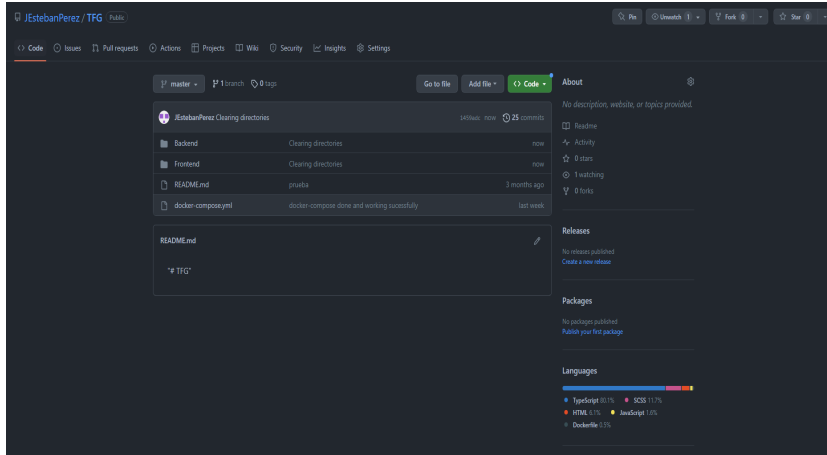 JEstebanPerez / TFG Public
Pin Unwatch 1 Fork 0 Star 0
Code Issues Pull requests Actions Projects Wiki Security Insights Settings
master 1 branch 0 tags Go to file Add file Code
JEstebanPerez Clearing directories now 25 commits
Backend Clearing directories now
Frontend Clearing directories now
README.md prueba 3 months ago
docker-compose.yml docker-compose done and working sucessfully last week
README.md
"# TFG"
About
No description, website, or topics provided.
Readme
Activity
0 stars
1 watching
0 forks
Releases
No releases published
Create a new release
Packages
No packages published
Publish your first package
Languages
TypeScript 80.1% SCSS 11.7%
HTML 6.1% JavaScript 1.6%
Dockerfile 0.5%